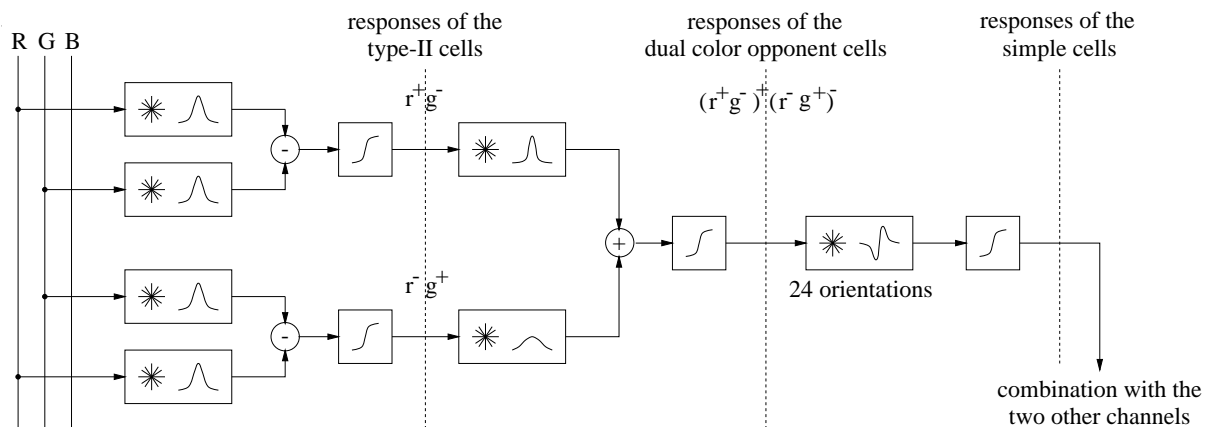 responses of the
type-II cells
responses of the
dual color opponent cells
responses of the
simple cells
R G B
r⁺g⁻
(r⁺g⁻)⁺(r⁻g⁺)⁻
-
+
24 orientations
r⁻g⁺
-
combination with the
two other channels